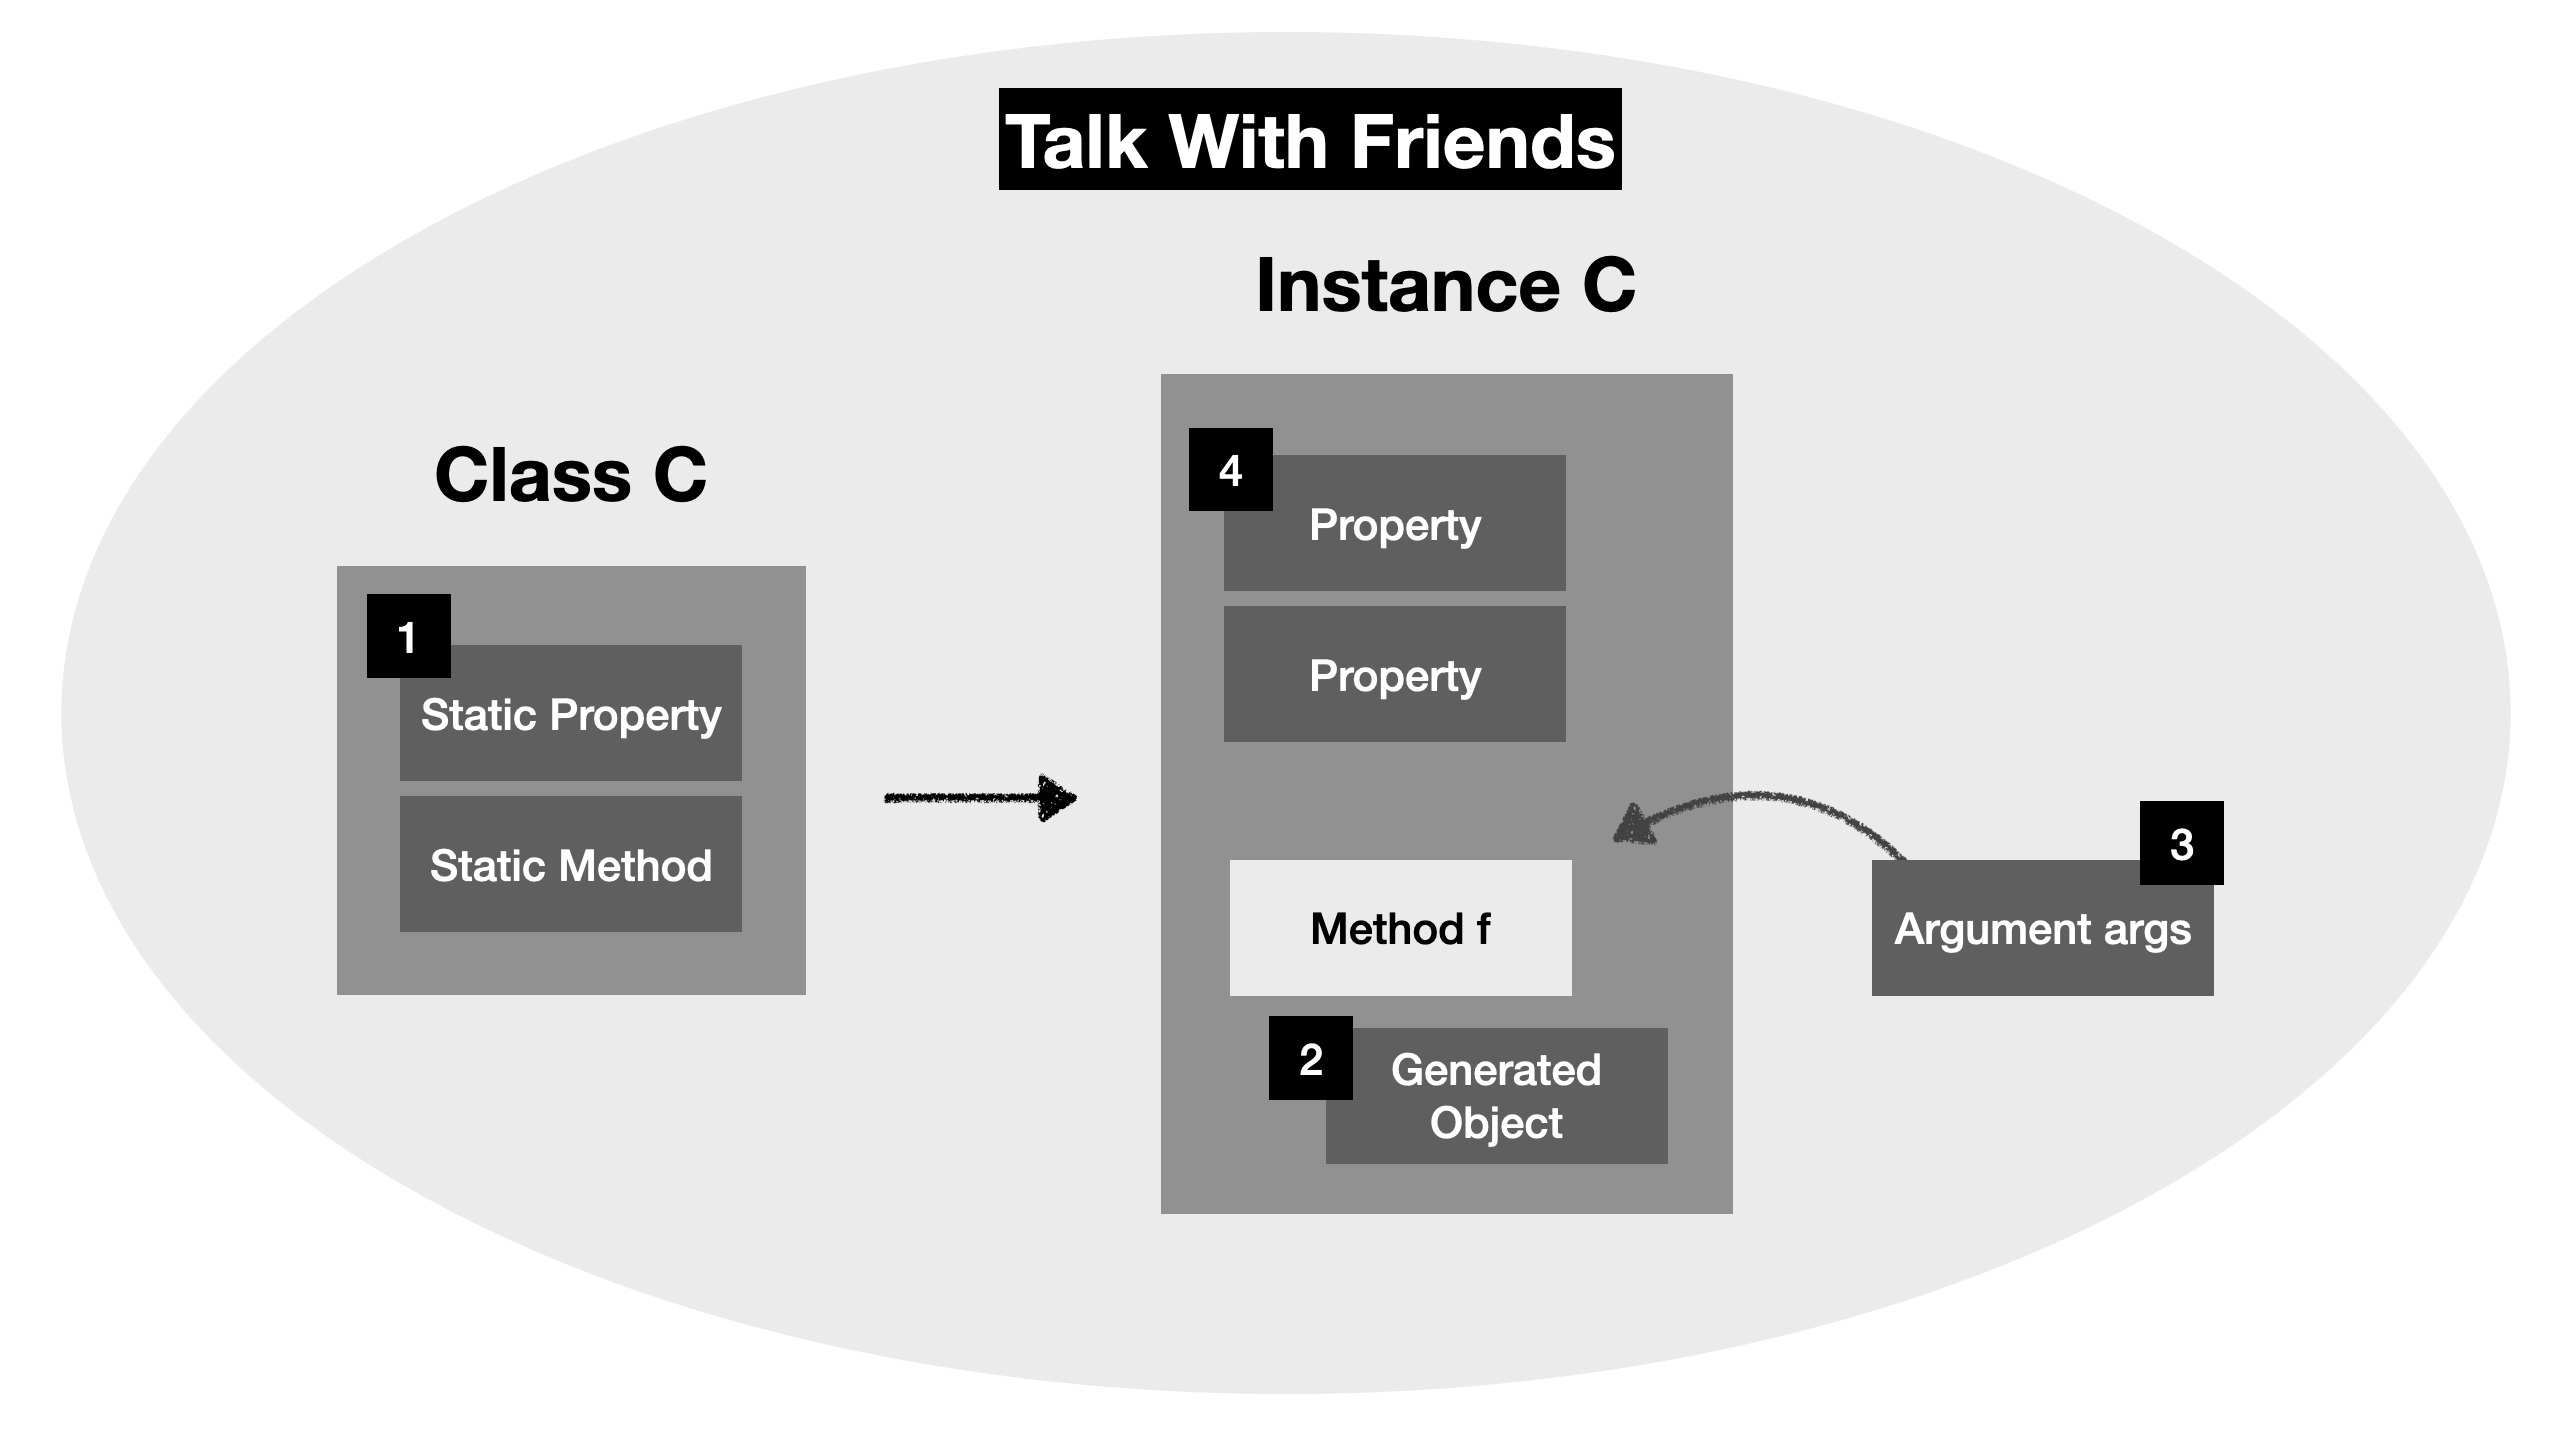 Talk With Friends
Instance C
Class C
4
Property
Property
1
Static Property
Static Method
Method f
3
Argument args
2
Generated
Object